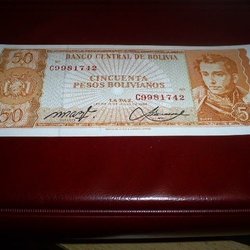 50
BANCO CENTRAL DE BOLIVIA
C9981742
CINCUENTA
PESOS BOLIVIANOS
C9981742
LA PAZ
50